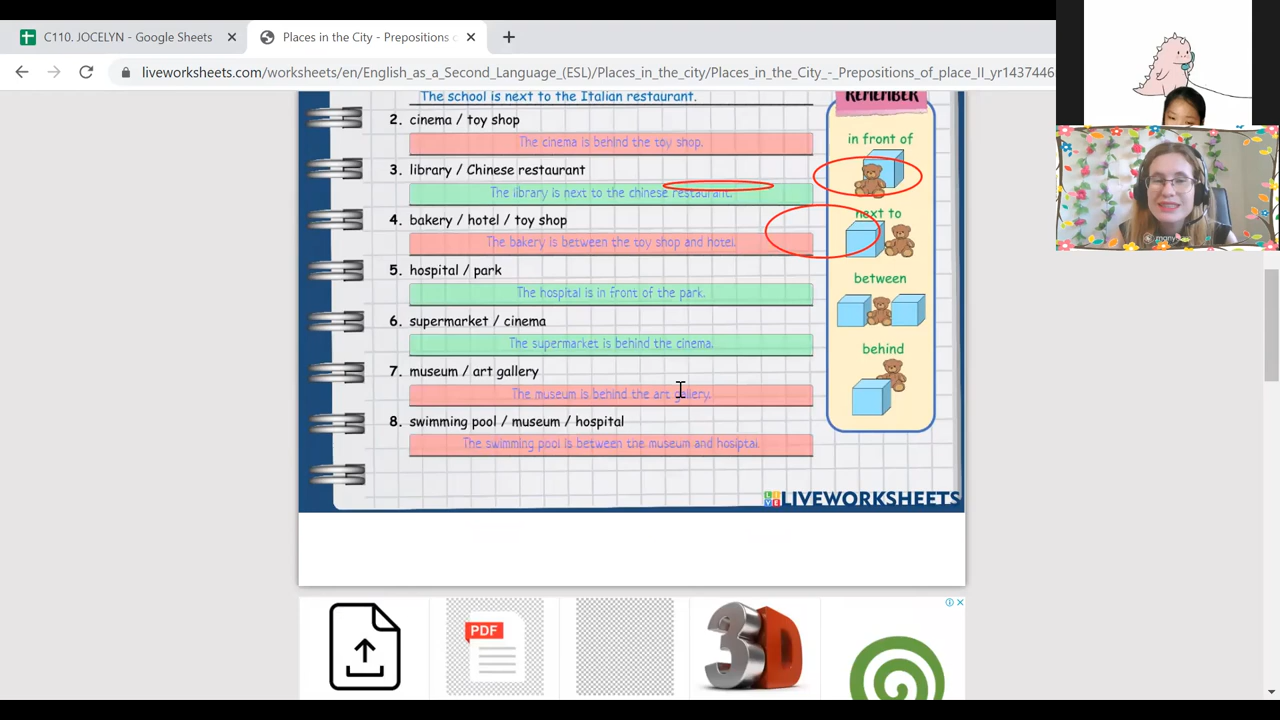 C110. JOCELYN - Google Sheets
Places in the City - Prepositions o
liveworksheets.com/worksheets/en/English_as_a_Second_Language_(ESL)/Places_in_the_city/Places_in_the_City_-_Prepositions_of_place_II_yr1437446
The school is next to the Italian restaurant.
REMEMBER
2. cinema / toy shop
The cinema is behind the toy shop.
3. library / Chinese restaurant
The library is next to the chinese restaurant.
4. bakery / hotel / toy shop
The bakery is between the toy shop and hotel.
5. hospital / park
The hospital is in front of the park.
6. supermarket / cinema
The supermarket is behind the cinema.
7. museum / art gallery
The museum is behind the art gallery.
8. swimming pool / museum / hospital
The swimming pool is between the museum and hosiptal.
in front of
next to
between
behind
LIVEWORKSHEETS
PDF
3D